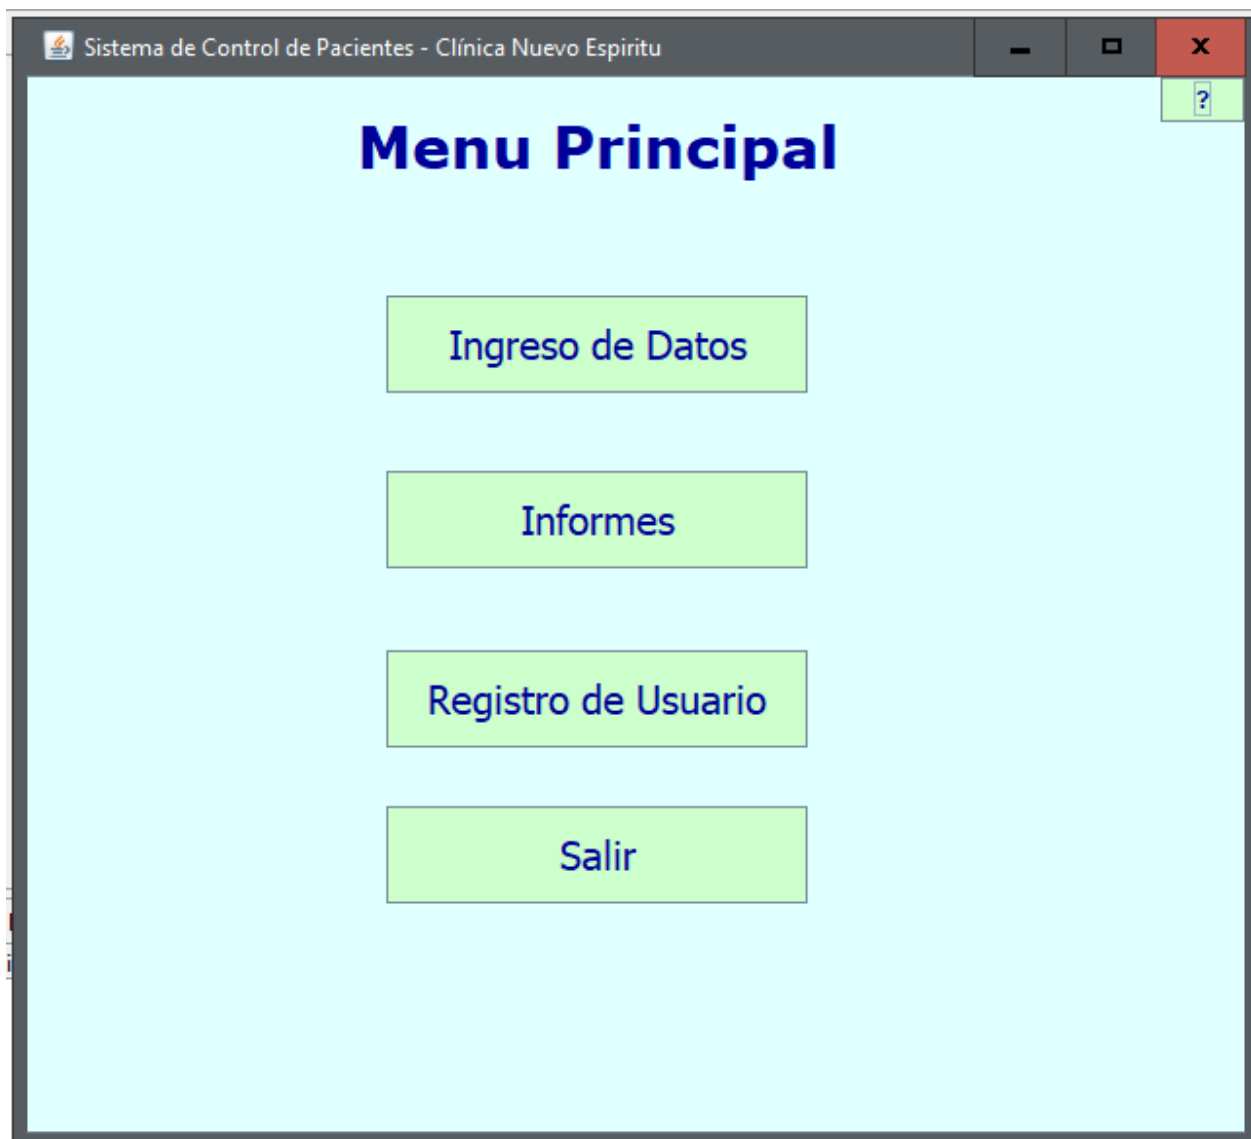 Sistema de Control de Pacientes - Clínica Nuevo Espiritu
?
Menu Principal
Ingreso de Datos
Informes
Registro de Usuario
Salir